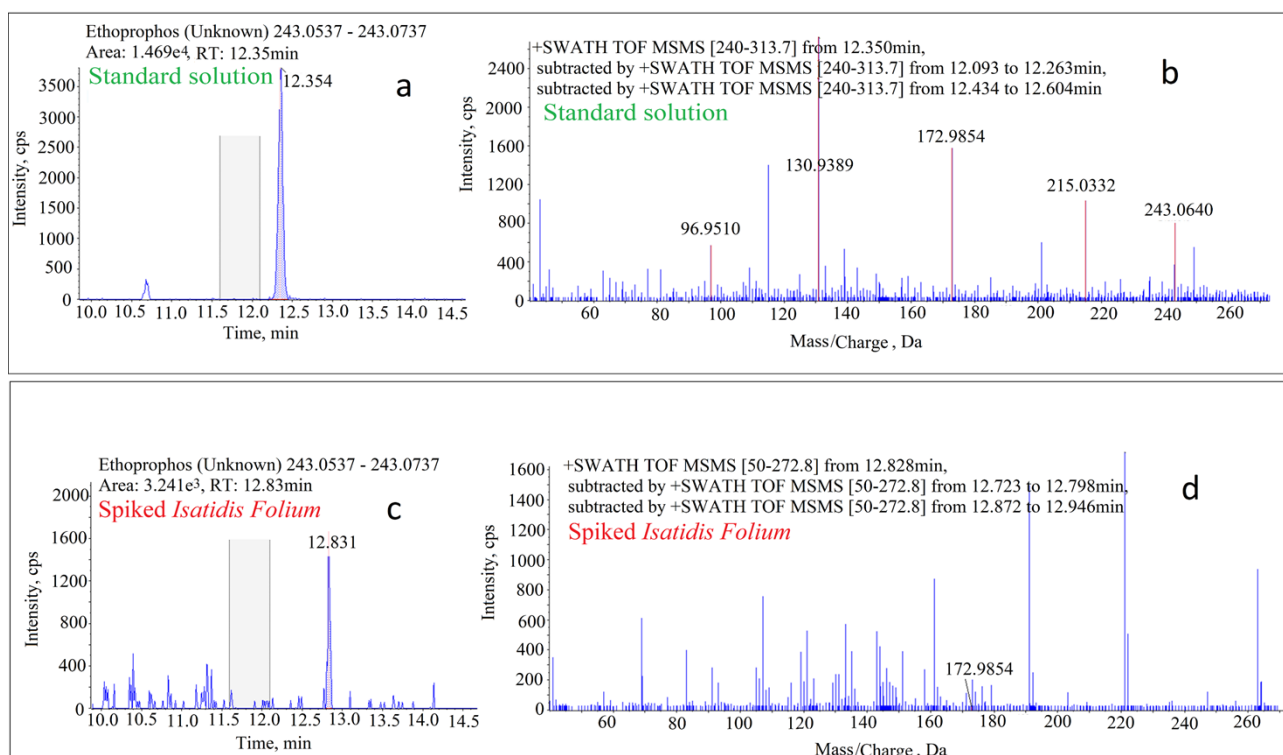 Ethoprophos (Unknown) 243.0537 - 243.0737
Area: 1.469e4, RT: 12.35min
Standard solution
12.354
a
3500
3000
2500
2000
1500
1000
500
0
Intensity, cps
10.0 10.5 11.0 11.5 12.0 12.5 13.0 13.5 14.0 14.5
Time, min
+SWATH TOF MSMS [240-313.7] from 12.350min,
subtracted by +SWATH TOF MSMS [240-313.7] from 12.093 to 12.263min,
subtracted by +SWATH TOF MSMS [240-313.7] from 12.434 to 12.604min
Standard solution
b
2400
2000
1600
1200
800
400
0
Intensity, cps
96.9510
130.9389
172.9854
215.0332
243.0640
60 80 100 120 140 160 180 200 220 240 260
Mass/Charge , Da
Ethoprophos (Unknown) 243.0537 - 243.0737
Area: 3.241e3, RT: 12.83min
Spiked Isatidis Folium
c
12.831
2000
1600
1200
800
400
0
Intensity, cps
10.0 10.5 11.0 11.5 12.0 12.5 13.0 13.5 14.0 14.5
Time, min
+SWATH TOF MSMS [50-272.8] from 12.828min,
subtracted by +SWATH TOF MSMS [50-272.8] from 12.723 to 12.798min,
subtracted by +SWATH TOF MSMS [50-272.8] from 12.872 to 12.946min
Spiked Isatidis Folium
d
1600
1400
1200
1000
800
600
400
200
0
Intensity, cps
172.9854
60 80 100 120 140 160 180 200 220 240 260
Mass/Charge, Da